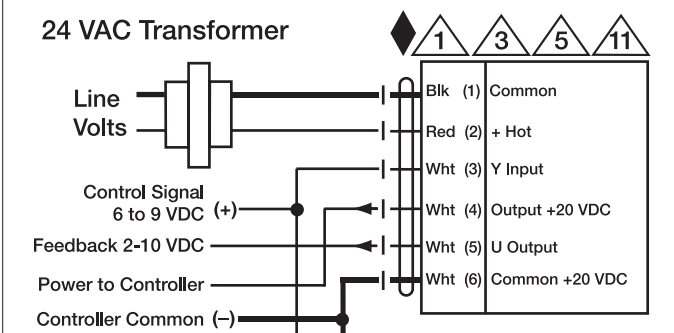 24 VAC Transformer
1 3 5 11
Line
Volts
Blk (1) Common
Red (2) + Hot
Wht (3) Y Input
Control Signal
6 to 9 VDC (+)
Wht (4) Output +20 VDC
Feedback 2-10 VDC
Wht (5) U Output
Power to Controller
Wht (6) Common +20 VDC
Controller Common (–)